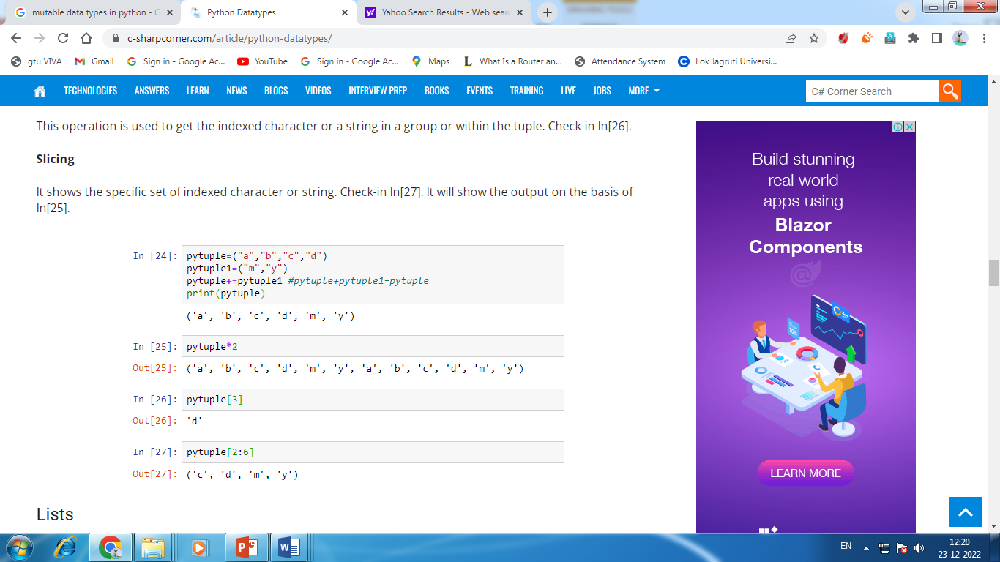 mutable data types in python - G
Python Datatypes
Yahoo Search Results - Web sear
c-sharpcorner.com/article/python-datatypes/
gtu VIVA
Gmail
Sign in - Google Ac...
YouTube
Sign in - Google Ac...
Maps
What Is a Router an...
Attendance System
Lok Jagruti Universi...
TECHNOLOGIES
ANSWERS
LEARN
NEWS
BLOGS
VIDEOS
INTERVIEW PREP
BOOKS
EVENTS
TRAINING
LIVE
JOBS
MORE
C# Corner Search
This operation is used to get the indexed character or a string in a group or within the tuple. Check-in In[26].
Slicing
It shows the specific set of indexed character or string. Check-in In[27]. It will show the output on the basis of
In[25].
In [24]: pytuple=("a","b","c","d")
pytuple1=("m","y")
pytuple+=pytuple1 #pytuple+pytuple1=pytuple
print(pytuple)
('a', 'b', 'c', 'd', 'm', 'y')
In [25]: pytuple*2
Out[25]: ('a', 'b', 'c', 'd', 'm', 'y', 'a', 'b', 'c', 'd', 'm', 'y')
In [26]: pytuple[3]
Out[26]: 'd'
In [27]: pytuple[2:6]
Out[27]: ('c', 'd', 'm', 'y')
Lists
Build stunning
real world
apps using
Blazor
Components
LEARN MORE
EN
12:20
23-12-2022